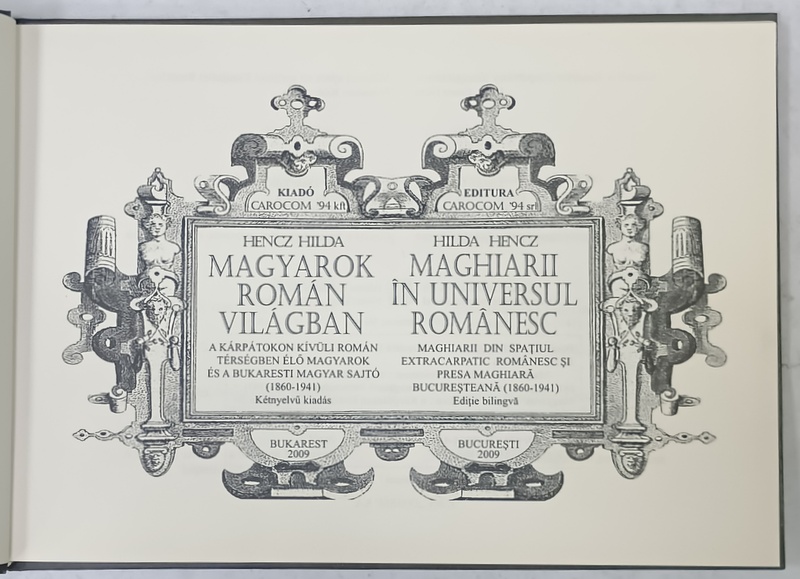 KIADÓ
CAROCOM '94 kft
HENCZ HILDA
MAGYAROK
ROMÁN
VILÁGBAN
A KÁRPÁTOKON KÍVÜLI ROMÁN
TÉRSÉGBEN ÉLŐ MAGYAROK
ÉS A BUKARESTI MAGYAR SAJTÓ
(1860-1941)
Kétnyelvű kiadás
BUKAREST
2009
EDITURA
CAROCOM '94 srl
HILDA HENCZ
MAGHIARII
ÎN UNIVERSUL
ROMÂNESC
MAGHIARII DIN SPAȚIUL
EXTRACARPATIC ROMÂNESC ȘI
PRESA MAGHIARĂ
BUCUREȘTEANĂ (1860-1941)
Ediție bilingvă
BUCUREȘTI
2009